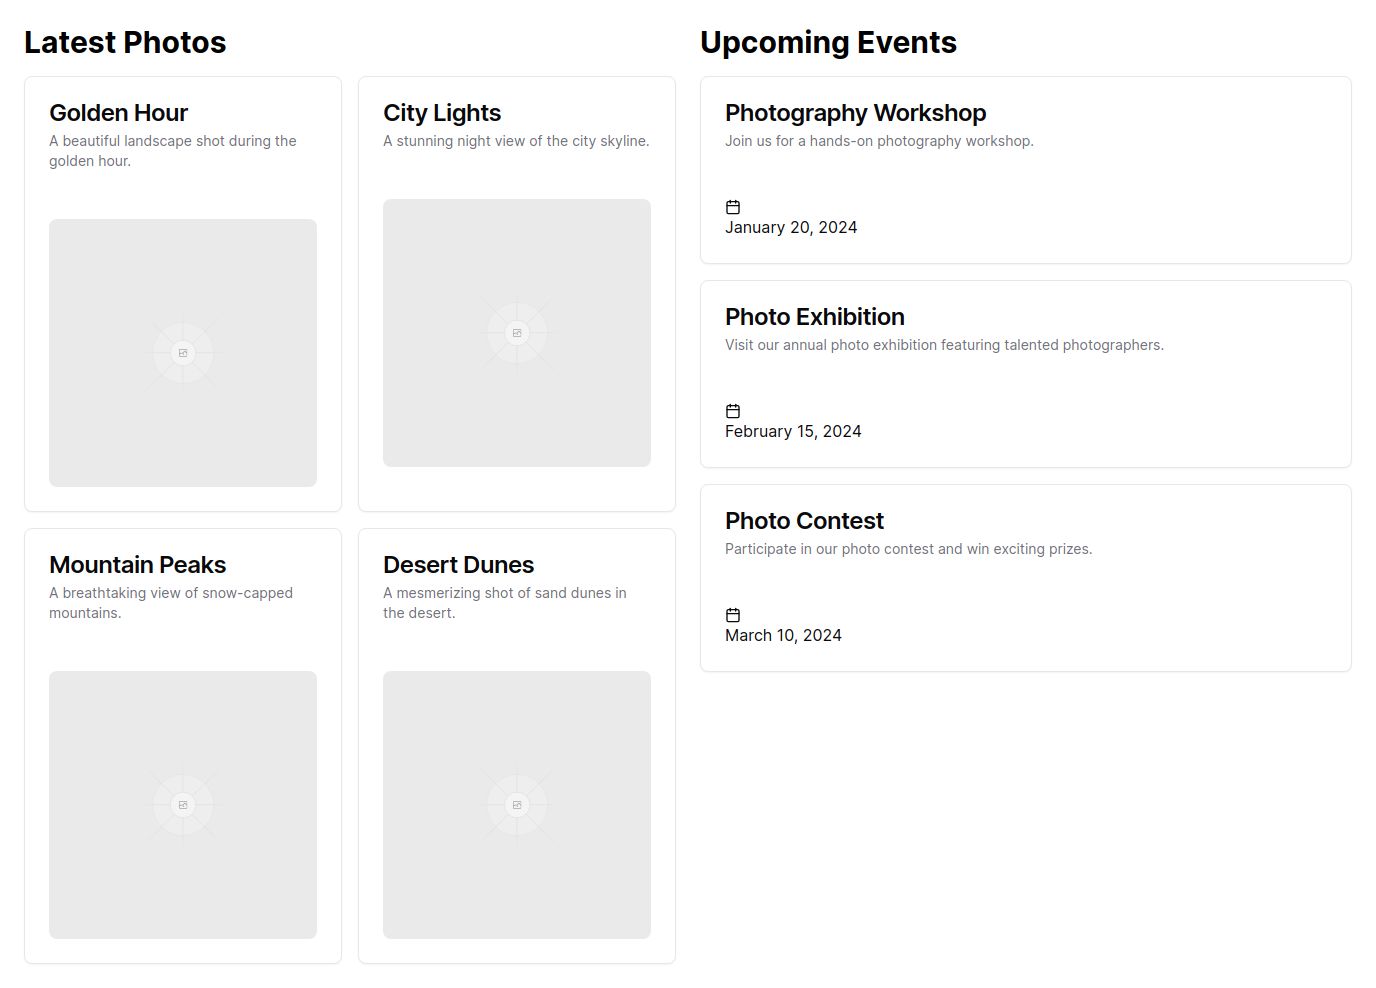 Latest Photos
Golden Hour
A beautiful landscape shot during the
golden hour.
City Lights
A stunning night view of the city skyline.
Mountain Peaks
A breathtaking view of snow-capped
mountains.
Desert Dunes
A mesmerizing shot of sand dunes in
the desert.
Upcoming Events
Photography Workshop
Join us for a hands-on photography workshop.
January 20, 2024
Photo Exhibition
Visit our annual photo exhibition featuring talented photographers.
February 15, 2024
Photo Contest
Participate in our photo contest and win exciting prizes.
March 10, 2024